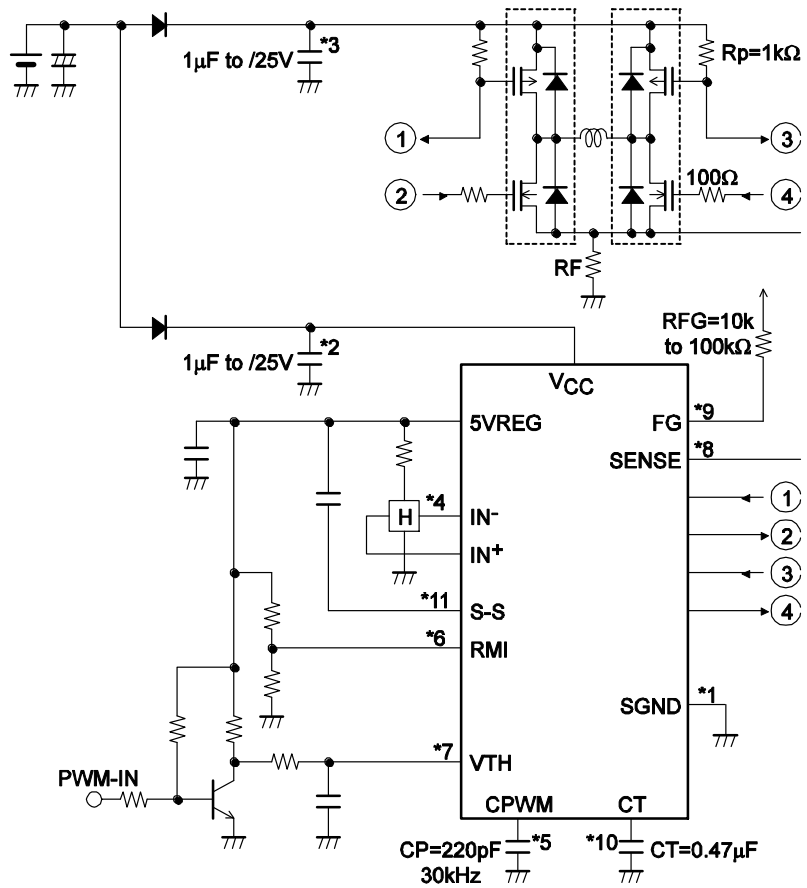 *3
1μF to /25V
Rp=1kΩ
1
3
2
100Ω
4
RF
RFG=10k
to 100kΩ
*2
1μF to /25V
VCC
5VREG
*9
FG
*8
SENSE
*4
H
IN-
IN+
1
2
3
4
*11
S-S
*6
RMI
*1
SGND
*7
VTH
PWM-IN
CPWM
CT
CP=220pF
30kHz
*5
*10
CT=0.47μF